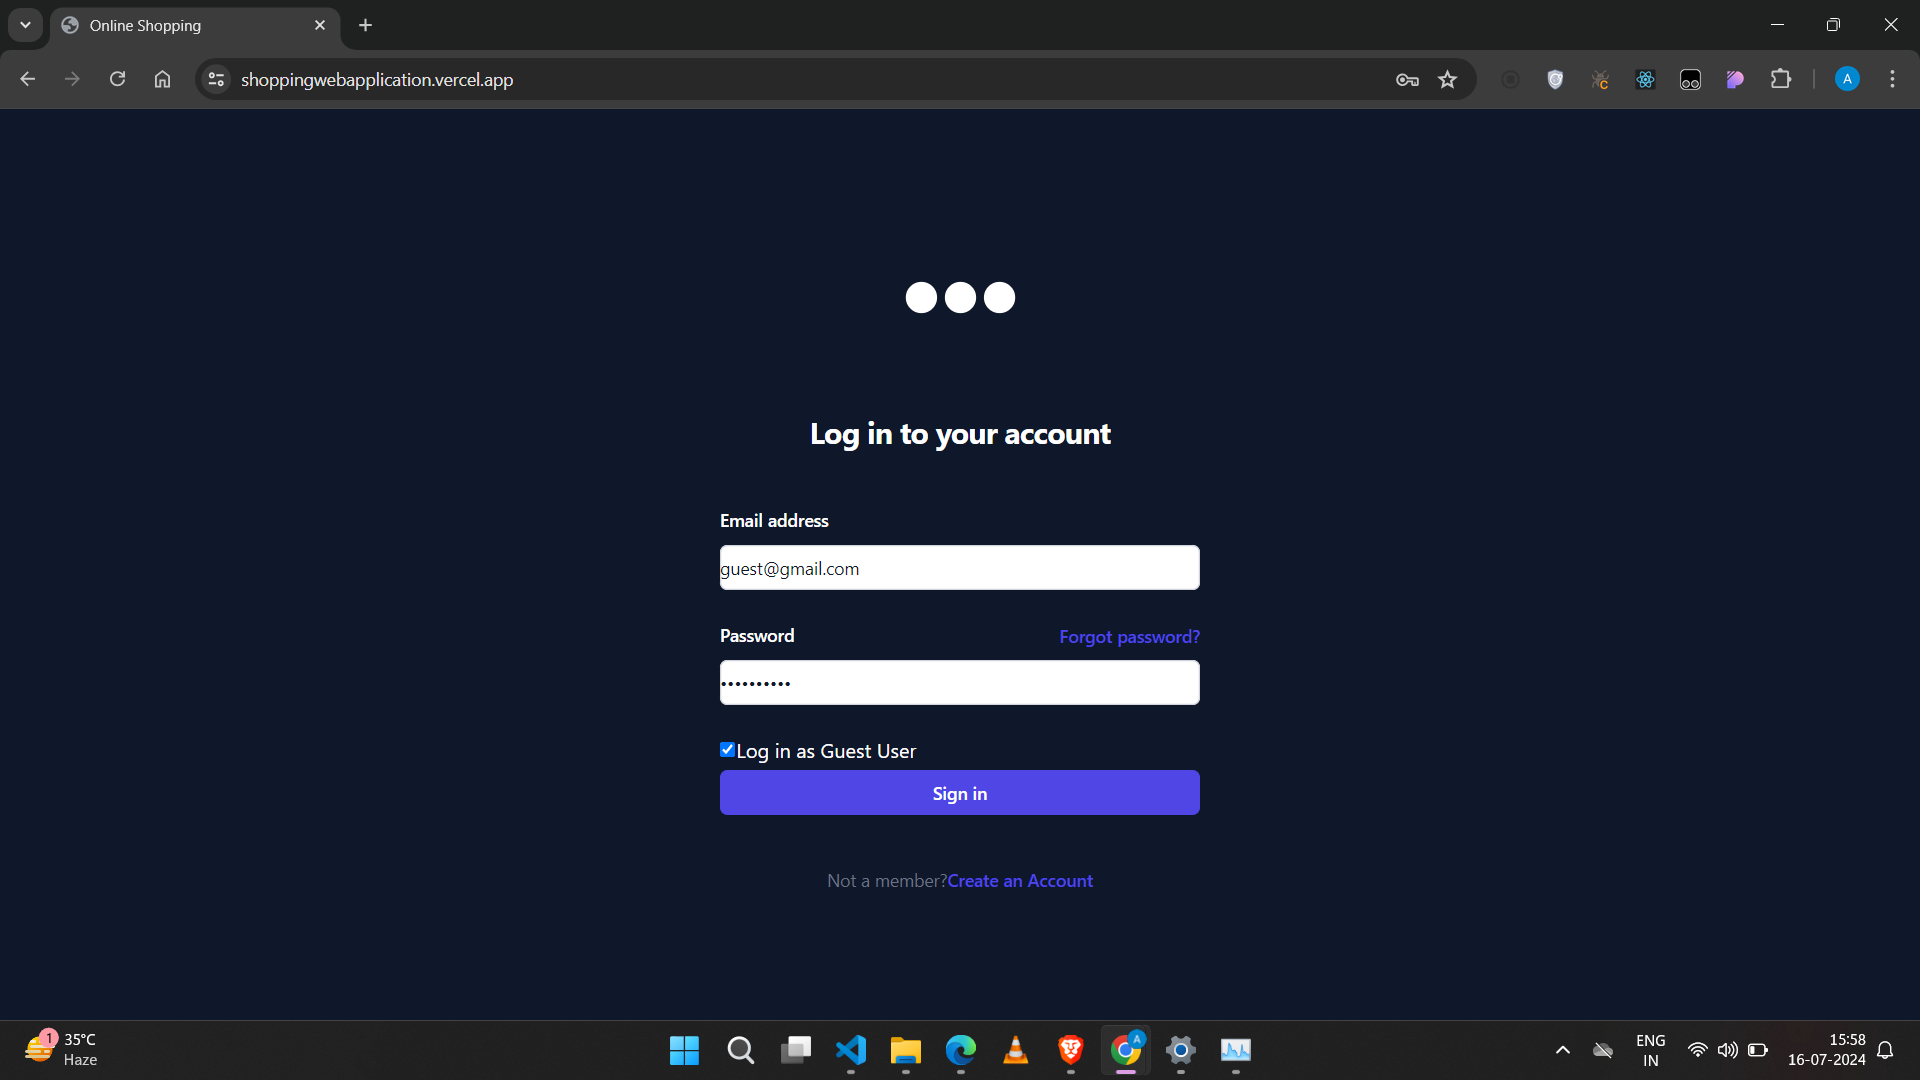 Online Shopping
shoppingwebapplication.vercel.app
A
Log in to your account
Email address
guest@gmail.com
Password Forgot password?
••••••••••
Log in as Guest User
Sign in
Not a member?Create an Account
1
35°C
Haze
A
ENG
IN
15:58
16-07-2024